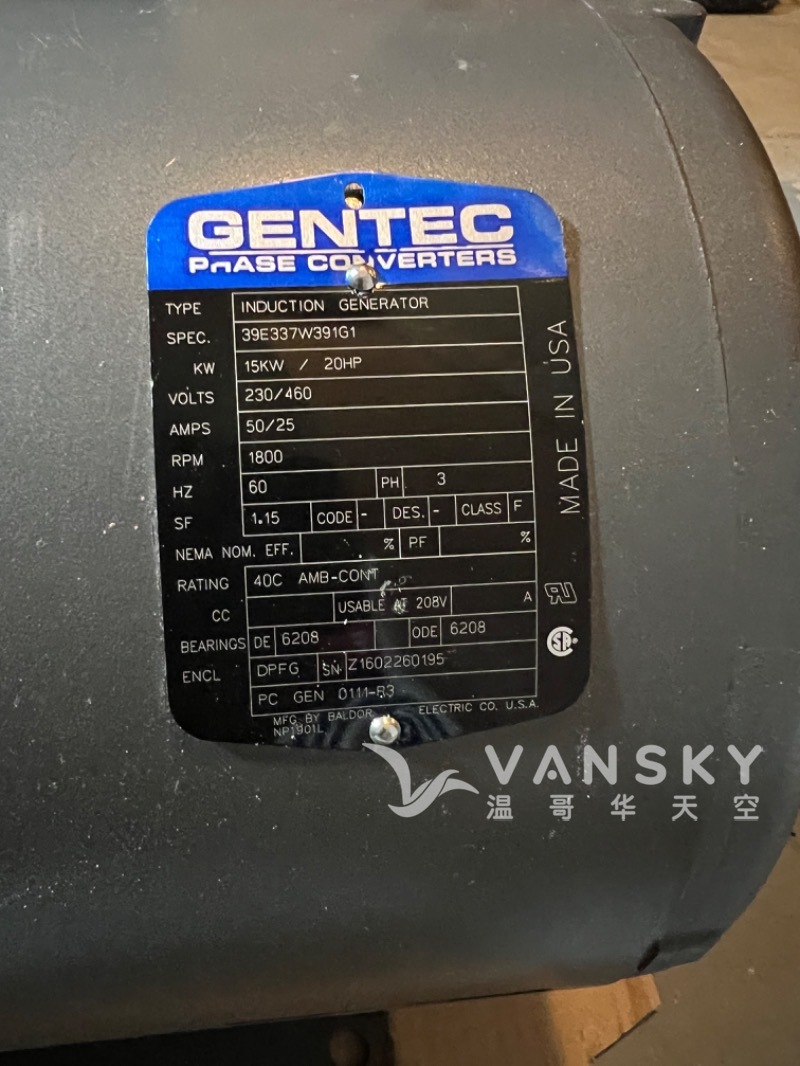 GENTEC
PHASE CONVERTERS
TYPE INDUCTION GENERATOR
SPEC. 39E337W391G1
KW 15KW / 20HP
VOLTS 230/460
AMPS 50/25
RPM 1800
HZ 60 PH 3
SF 1.15 CODE - DES. - CLASS F
NEMA NOM. EFF. % PF %
RATING 40C AMB-CONT
CC USABLE AT 208V A
BEARINGS DE 6208 ODE 6208
ENCL DPFG SN Z1602260195
PC GEN 0111-R3
MFG. BY BALDOR ELECTRIC CO. U.S.A.
NP1901L
MADE IN USA
UR
SA
VANSKY
温哥华天空